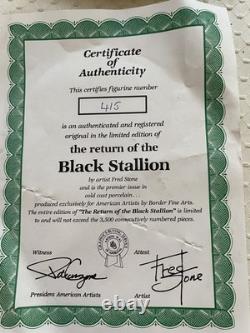 Certificate of
Authenticity
This certifies figurine number
415
is an authenticated and registered
original in the limited edition of
the return of the
Black Stallion
by artist Fred Stone
and is the premier issue in
cold cast porcelain . . .
produced exclusively for American Artists by Border Fine Arts.
The entire edition of "The Return of the Black Stallion" is limited
to and will not exceed the 3,500 consecutively numbered pieces.
Witness Attest
Fred
Stone
President American Artists Artist